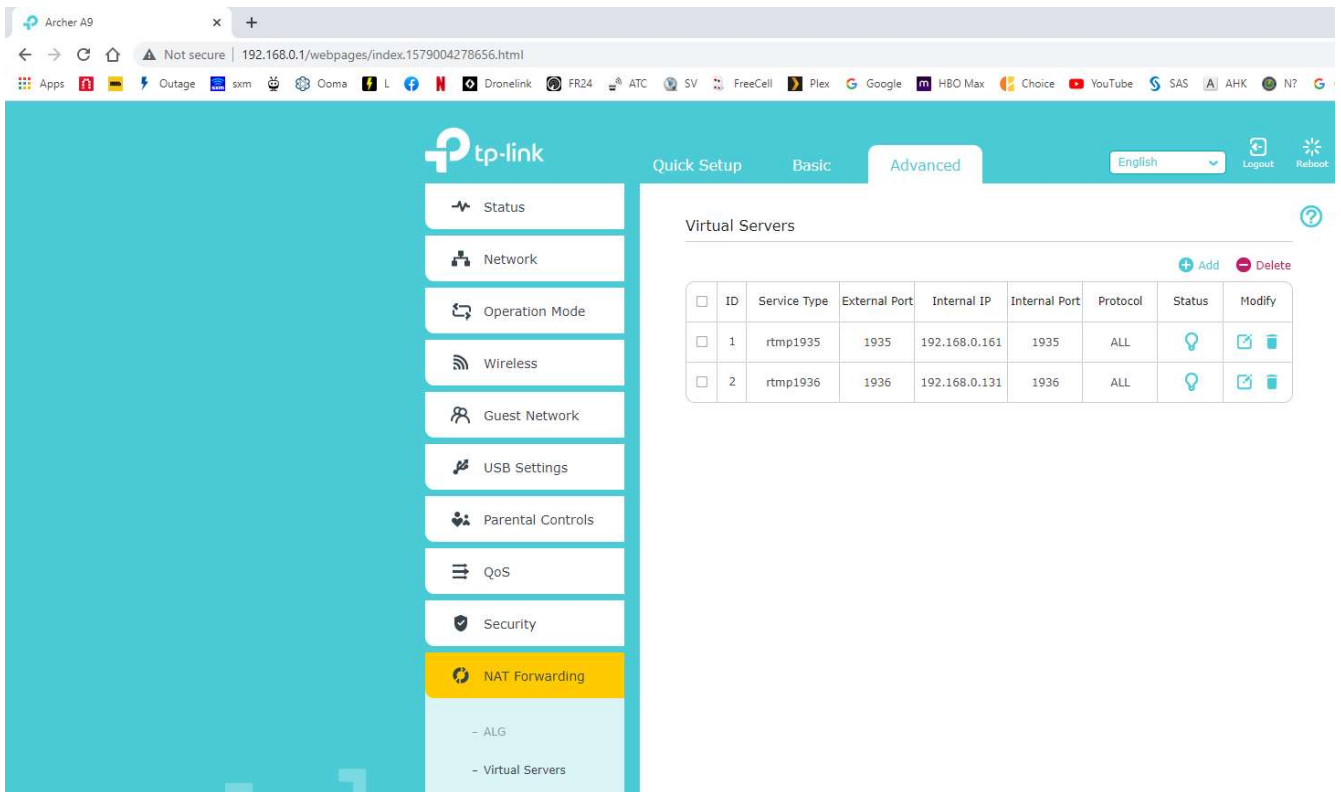 Archer A9
Not secure | 192.168.0.1/webpages/index.1579004278656.html
Apps Outage sxm Ooma L N Dronelink FR24 ATC SV FreeCell Plex G Google m HBO Max Choice YouTube SAS A AHK N? G
tp-link
Quick Setup Basic Advanced English Logout Reboot
Status
Network
Operation Mode
Wireless
Guest Network
USB Settings
Parental Controls
QoS
Security
NAT Forwarding
- ALG
- Virtual Servers
Virtual Servers
Add Delete
ID Service Type External Port Internal IP Internal Port Protocol Status Modify
1 rtmp1935 1935 192.168.0.161 1935 ALL
2 rtmp1936 1936 192.168.0.131 1936 ALL